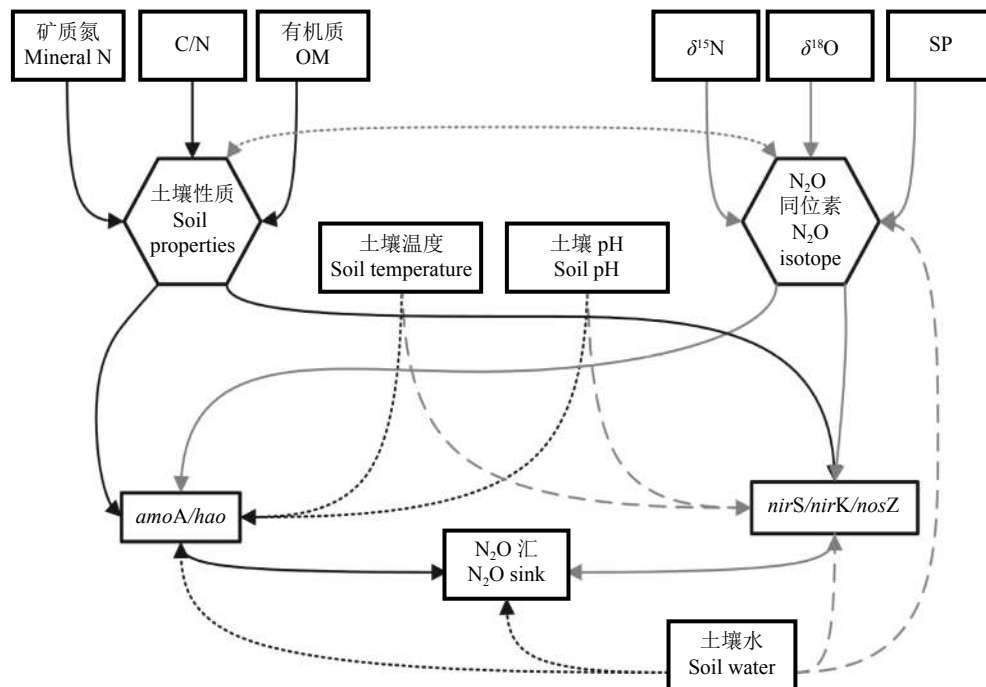 矿质氮
Mineral N
C/N
有机质
OM
δ¹⁵N
δ¹⁸O
SP
土壤性质
Soil
properties
N₂O
同位素
N₂O
isotope
土壤温度
Soil temperature
土壤 pH
Soil pH
amoA/hao
nirS/nirK/nosZ
N₂O 汇
N₂O sink
土壤水
Soil water